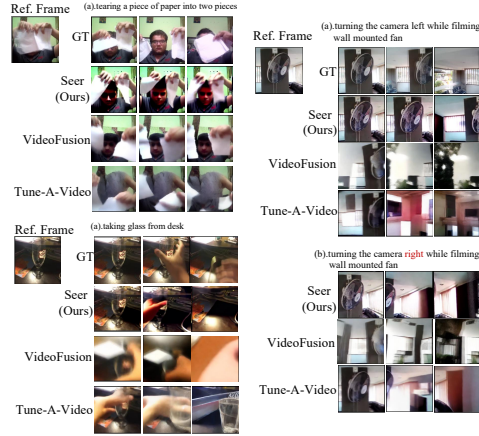 Ref. Frame
(a).tearing a piece of paper into two pieces
GT
Seer
(Ours)
VideoFusion
Tune-A-Video
Ref. Frame
(a).taking glass from desk
GT
Seer
(Ours)
VideoFusion
Tune-A-Video
Ref. Frame
(a).turning the camera left while filming
wall mounted fan
GT
Seer
(Ours)
VideoFusion
Tune-A-Video
(b).turning the camera right while filming
wall mounted fan
Seer
(Ours)
VideoFusion
Tune-A-Video